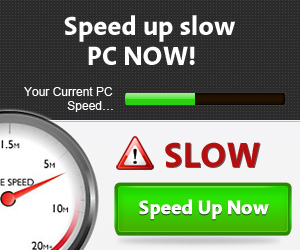 Speed up slow
PC NOW!
Your Current PC
Speed...
1.5M
5M
E SPEED
10M
20M+
SLOW
Speed Up Now